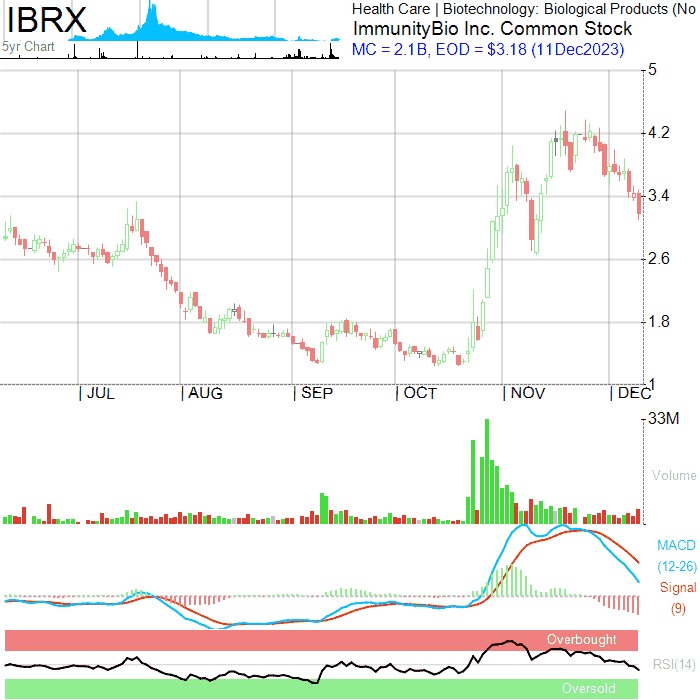 IBRX
5yr Chart
Health Care | Biotechnology: Biological Products (No
ImmunityBio Inc. Common Stock
MC = 2.1B, EOD = $3.18 (11Dec2023)
5
4.2
3.4
2.6
1.8
1
| JUL | AUG | SEP | OCT | NOV | DEC
33M
Volume
MACD
(12-26)
Signal
(9)
Overbought
RSI(14)
Oversold